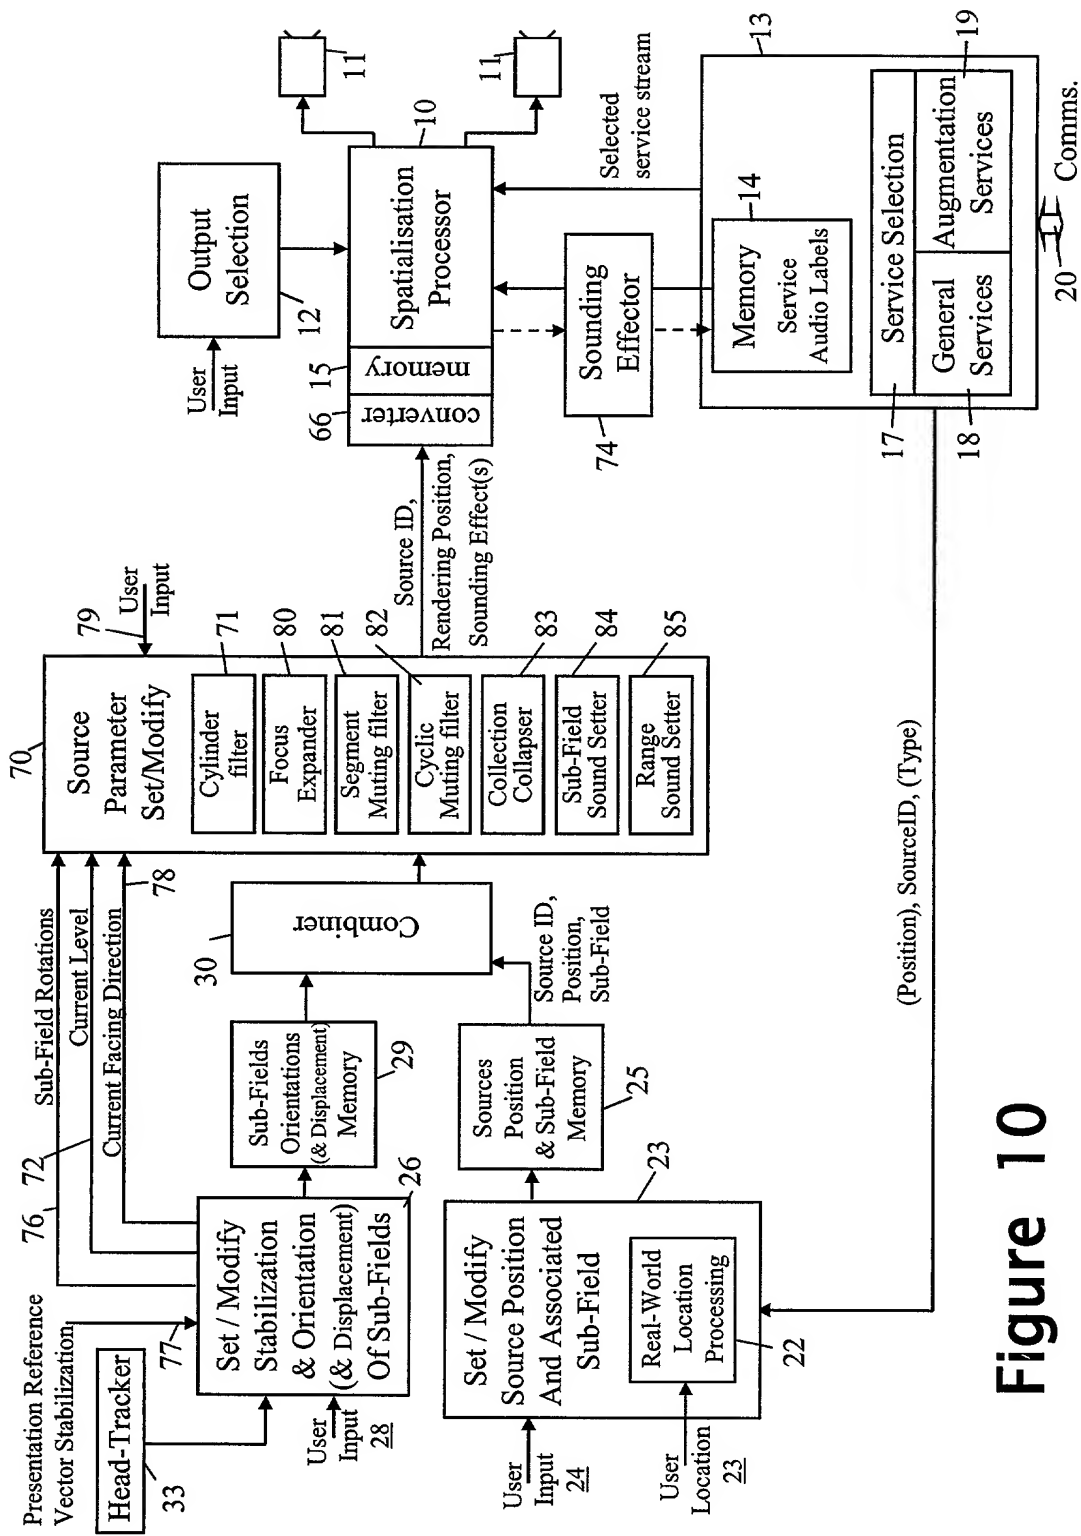 Presentation Reference
Vector Stabilization
Head-Tracker
33
77
76
72
Sub-Field Rotations
Current Level
Current Facing Direction
78
Set / Modify
Stabilization
& Orientation
(& Displacement)
Of Sub-Fields
26
User
Input
28
Sub-Fields
Orientations
(& Displacement)
Memory
29
Set / Modify
Source Position
And Associated
Sub-Field
23
Real-World
Location
Processing
22
User
Input
24
User
Location
23
Sources
Position
& Sub-Field
Memory
25
Source ID,
Position,
Sub-Field
30
Combiner
70
Source
Parameter
Set/Modify
79
User
Input
Cylinder
filter
71
Focus
Expander
80
Segment
Muting filter
81
Cyclic
Muting filter
82
Collection
Collapser
83
Sub-Field
Sound Setter
84
Range
Sound Setter
85
Source ID,
Rendering Position,
Sounding Effect(s)
User
Input
Output
Selection
12
66
converter
15
memory
Spatialisation
Processor
10
11
11
Sounding
Effector
74
Selected
service stream
13
Memory
Service
Audio Labels
14
Service Selection
17
General
Services
18
Augmentation
Services
19
20
Comms.
(Position), SourceID, (Type)
Figure 10